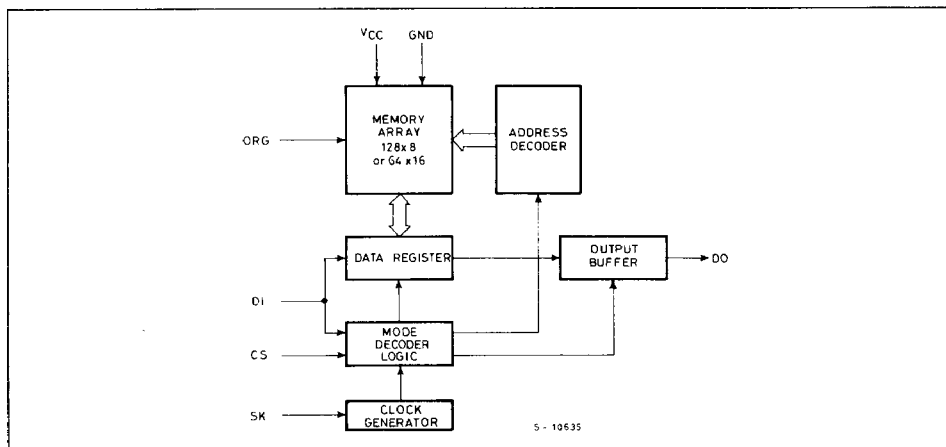 VCC GND
MEMORY
ARRAY
128x8
or 64x16
ADDRESS
DECODER
ORG
DATA REGISTER
OUTPUT
BUFFER
DO
DI
MODE
DECODER
LOGIC
CS
CLOCK
GENERATOR
SK
S-10635